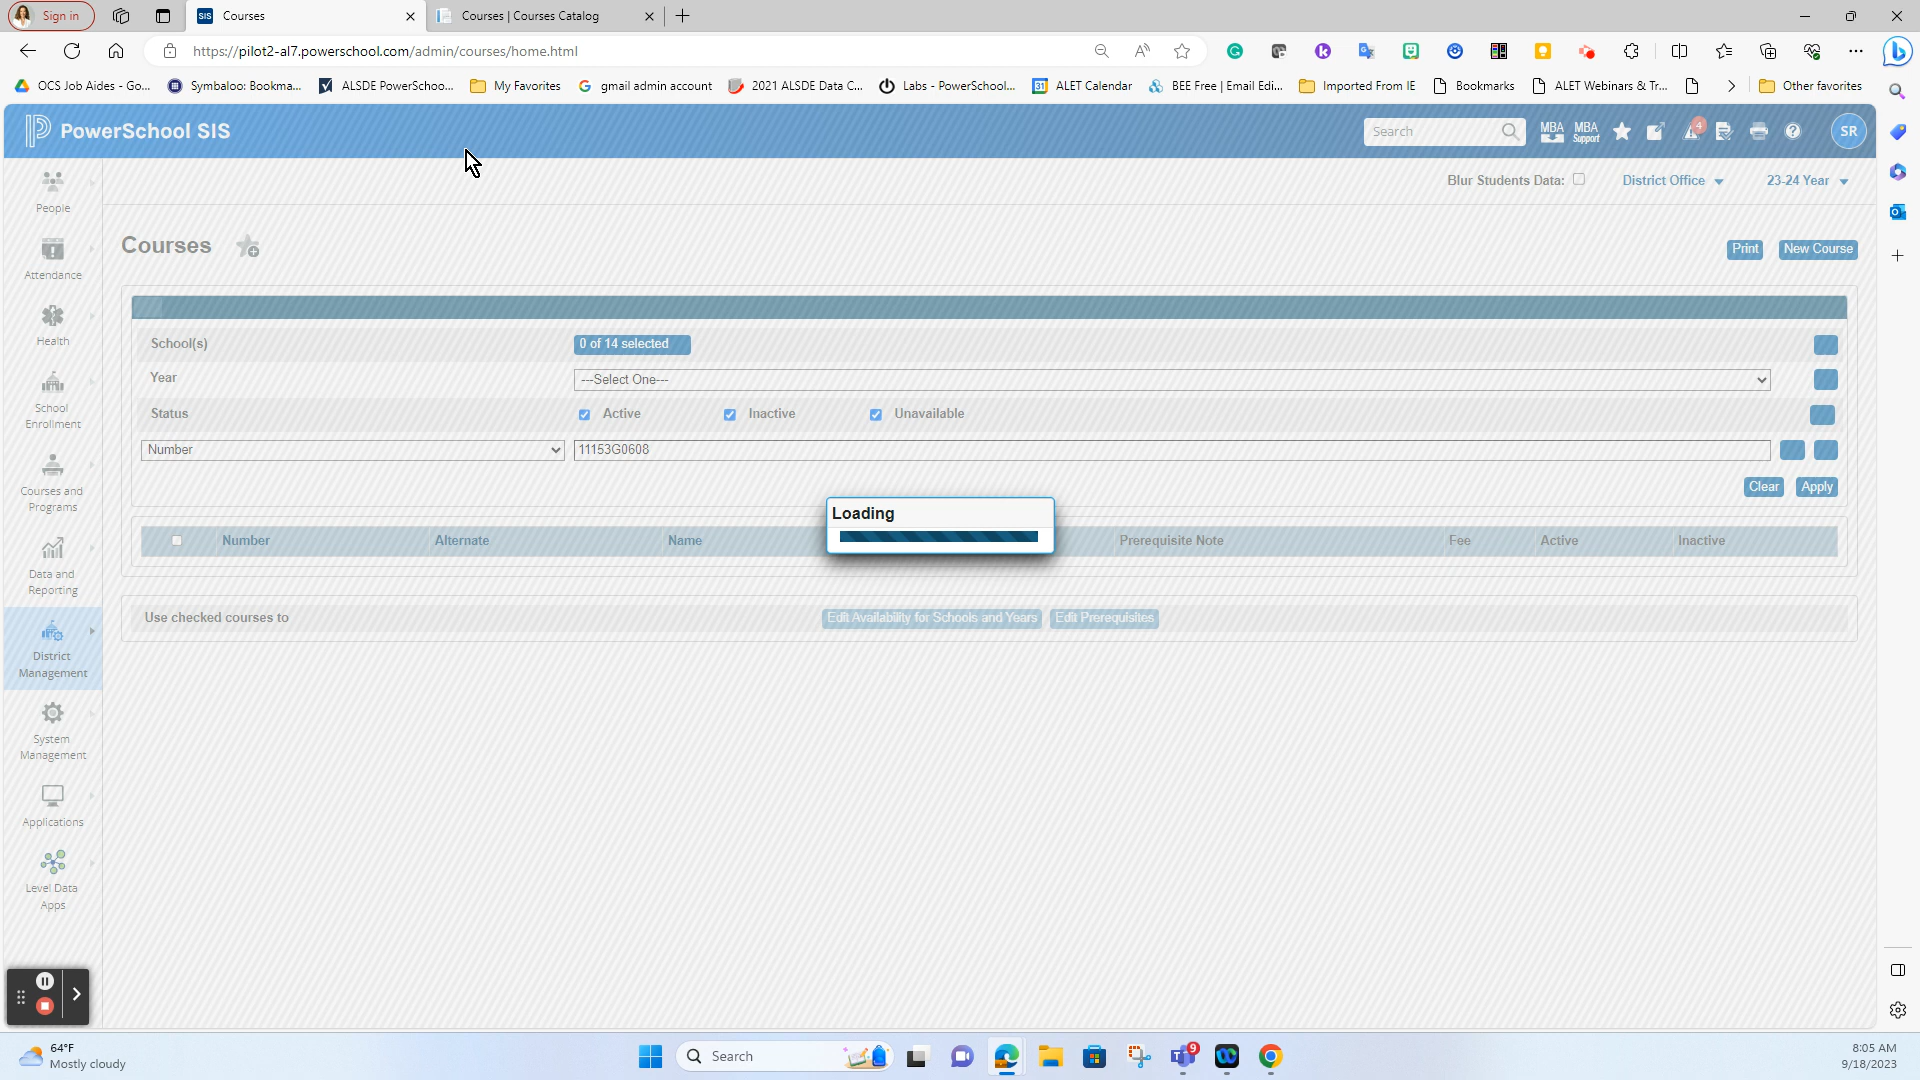 Sign in
SIS Courses
Courses | Courses Catalog
https://pilot2-al7.powerschool.com/admin/courses/home.html
OCS Job Aides - Go...
Symbaloo: Bookma...
ALSDE PowerSchoo...
My Favorites
gmail admin account
2021 ALSDE Data C...
Labs - PowerSchool...
ALET Calendar
BEE Free | Email Edi...
Imported From IE
Bookmarks
ALET Webinars & Tr...
Other favorites
PowerSchool SIS
Search
MBA
MBA
Support
4
SR
Blur Students Data:
District Office
23-24 Year
People
Attendance
Health
School
Enrollment
Courses and
Programs
Data and
Reporting
District
Management
System
Management
Applications
Level Data
Apps
Courses
Print
New Course
School(s)
0 of 14 selected
Year
---Select One---
Status
Active
Inactive
Unavailable
Number
11153G0608
Clear
Apply
Loading
Number
Alternate
Name
Prerequisite Note
Fee
Active
Inactive
Use checked courses to
Edit Availability for Schools and Years
Edit Prerequisites
64°F
Mostly cloudy
Search
9
8:05 AM
9/18/2023